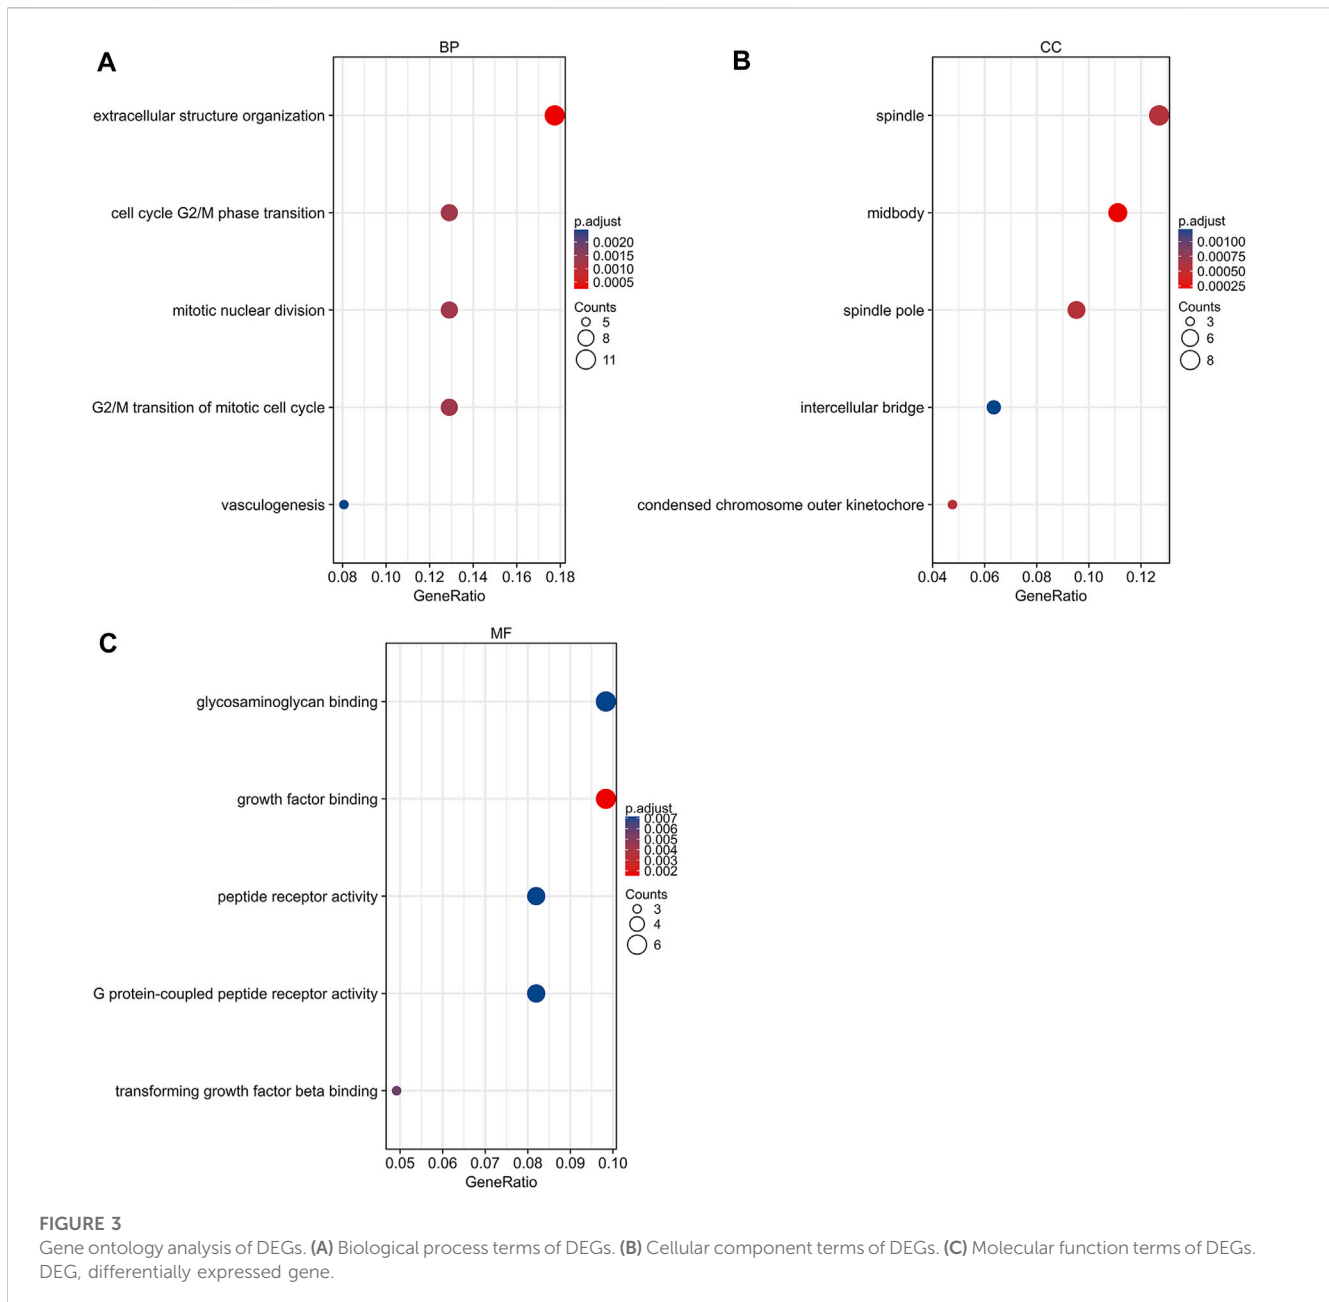 A
BP
extracellular structure organization
cell cycle G2/M phase transition
mitotic nuclear division
G2/M transition of mitotic cell cycle
vasculogenesis
0.08 0.10 0.12 0.14 0.16 0.18
GeneRatio
p.adjust
0.0020
0.0015
0.0010
0.0005
Counts
5
8
11
B
CC
spindle
midbody
spindle pole
intercellular bridge
condensed chromosome outer kinetochore
0.04 0.06 0.08 0.10 0.12
GeneRatio
p.adjust
0.00100
0.00075
0.00050
0.00025
Counts
3
6
8
C
MF
glycosaminoglycan binding
growth factor binding
peptide receptor activity
G protein-coupled peptide receptor activity
transforming growth factor beta binding
0.05 0.06 0.07 0.08 0.09 0.10
GeneRatio
p.adjust
0.007
0.006
0.005
0.004
0.003
0.002
Counts
3
4
6
FIGURE 3
Gene ontology analysis of DEGs. (A) Biological process terms of DEGs. (B) Cellular component terms of DEGs. (C) Molecular function terms of DEGs.
DEG, differentially expressed gene.